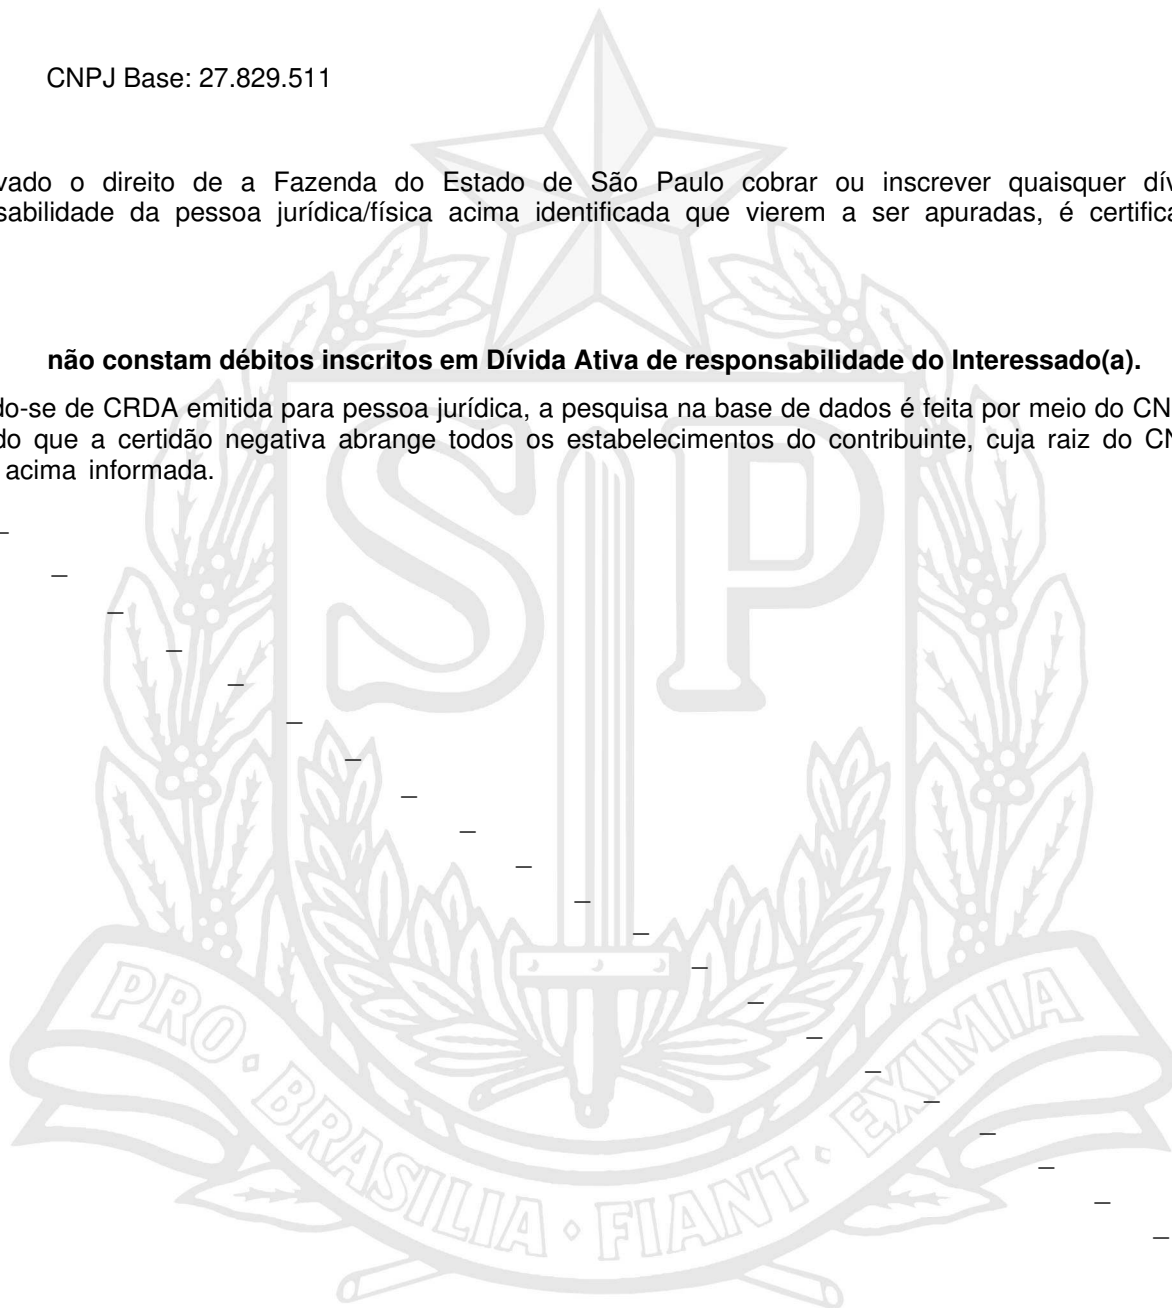 CNPJ Base: 27.829.511
vado o direito de a Fazenda do Estado de São Paulo cobrar ou inscrever quaisquer dív
sabilidade da pessoa jurídica/física acima identificada que vierem a ser apuradas, é certifica
não constam débitos inscritos em Dívida Ativa de responsabilidade do Interessado(a).
do-se de CRDA emitida para pessoa jurídica, a pesquisa na base de dados é feita por meio do CN
do que a certidão negativa abrange todos os estabelecimentos do contribuinte, cuja raiz do CN
acima informada.
SP
PRO • BRASILIA • FIANT • EXIMIA